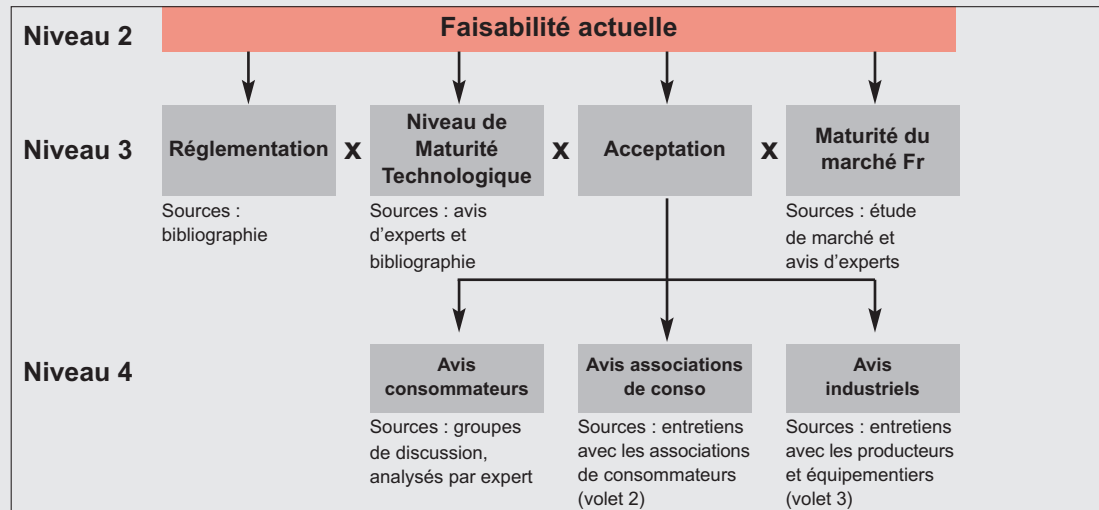 Niveau 2
Faisabilité actuelle
Niveau 3
Réglementation
x
Niveau de
Maturité
Technologique
x
Acceptation
x
Maturité du
marché Fr
Sources :
bibliographie
Sources : avis
d’experts et
bibliographie
Sources : étude
de marché et
avis d’experts
Niveau 4
Avis
consommateurs
Avis associations
de conso
Avis
industriels
Sources : groupes
de discussion,
analysés par expert
Sources : entretiens
avec les associations
de consommateurs
(volet 2)
Sources : entretiens
avec les producteurs
et équipementiers
(volet 3)